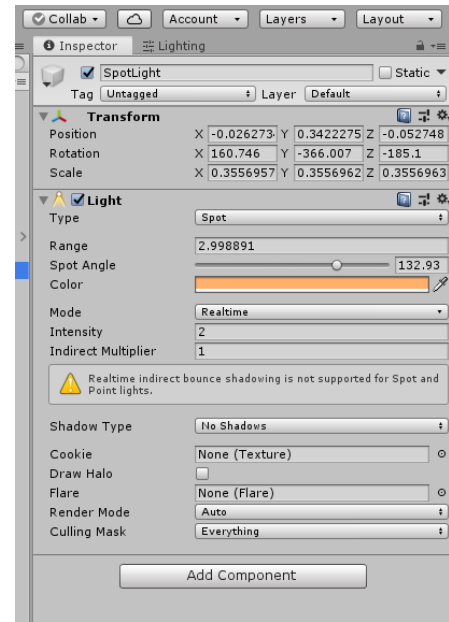 Collab Account Layers Layout
Inspector Lighting
SpotLight Static
Tag Untagged Layer Default
Transform
Position X -0.026273 Y 0.3422275 Z -0.052748
Rotation X 160.746 Y -366.007 Z -185.1
Scale X 0.3556957 Y 0.3556962 Z 0.3556963
Light
Type Spot
Range 2.998891
Spot Angle 132.93
Color
Mode Realtime
Intensity 2
Indirect Multiplier 1
Realtime indirect bounce shadowing is not supported for Spot and
Point lights.
Shadow Type No Shadows
Cookie None (Texture)
Draw Halo
Flare None (Flare)
Render Mode Auto
Culling Mask Everything
Add Component